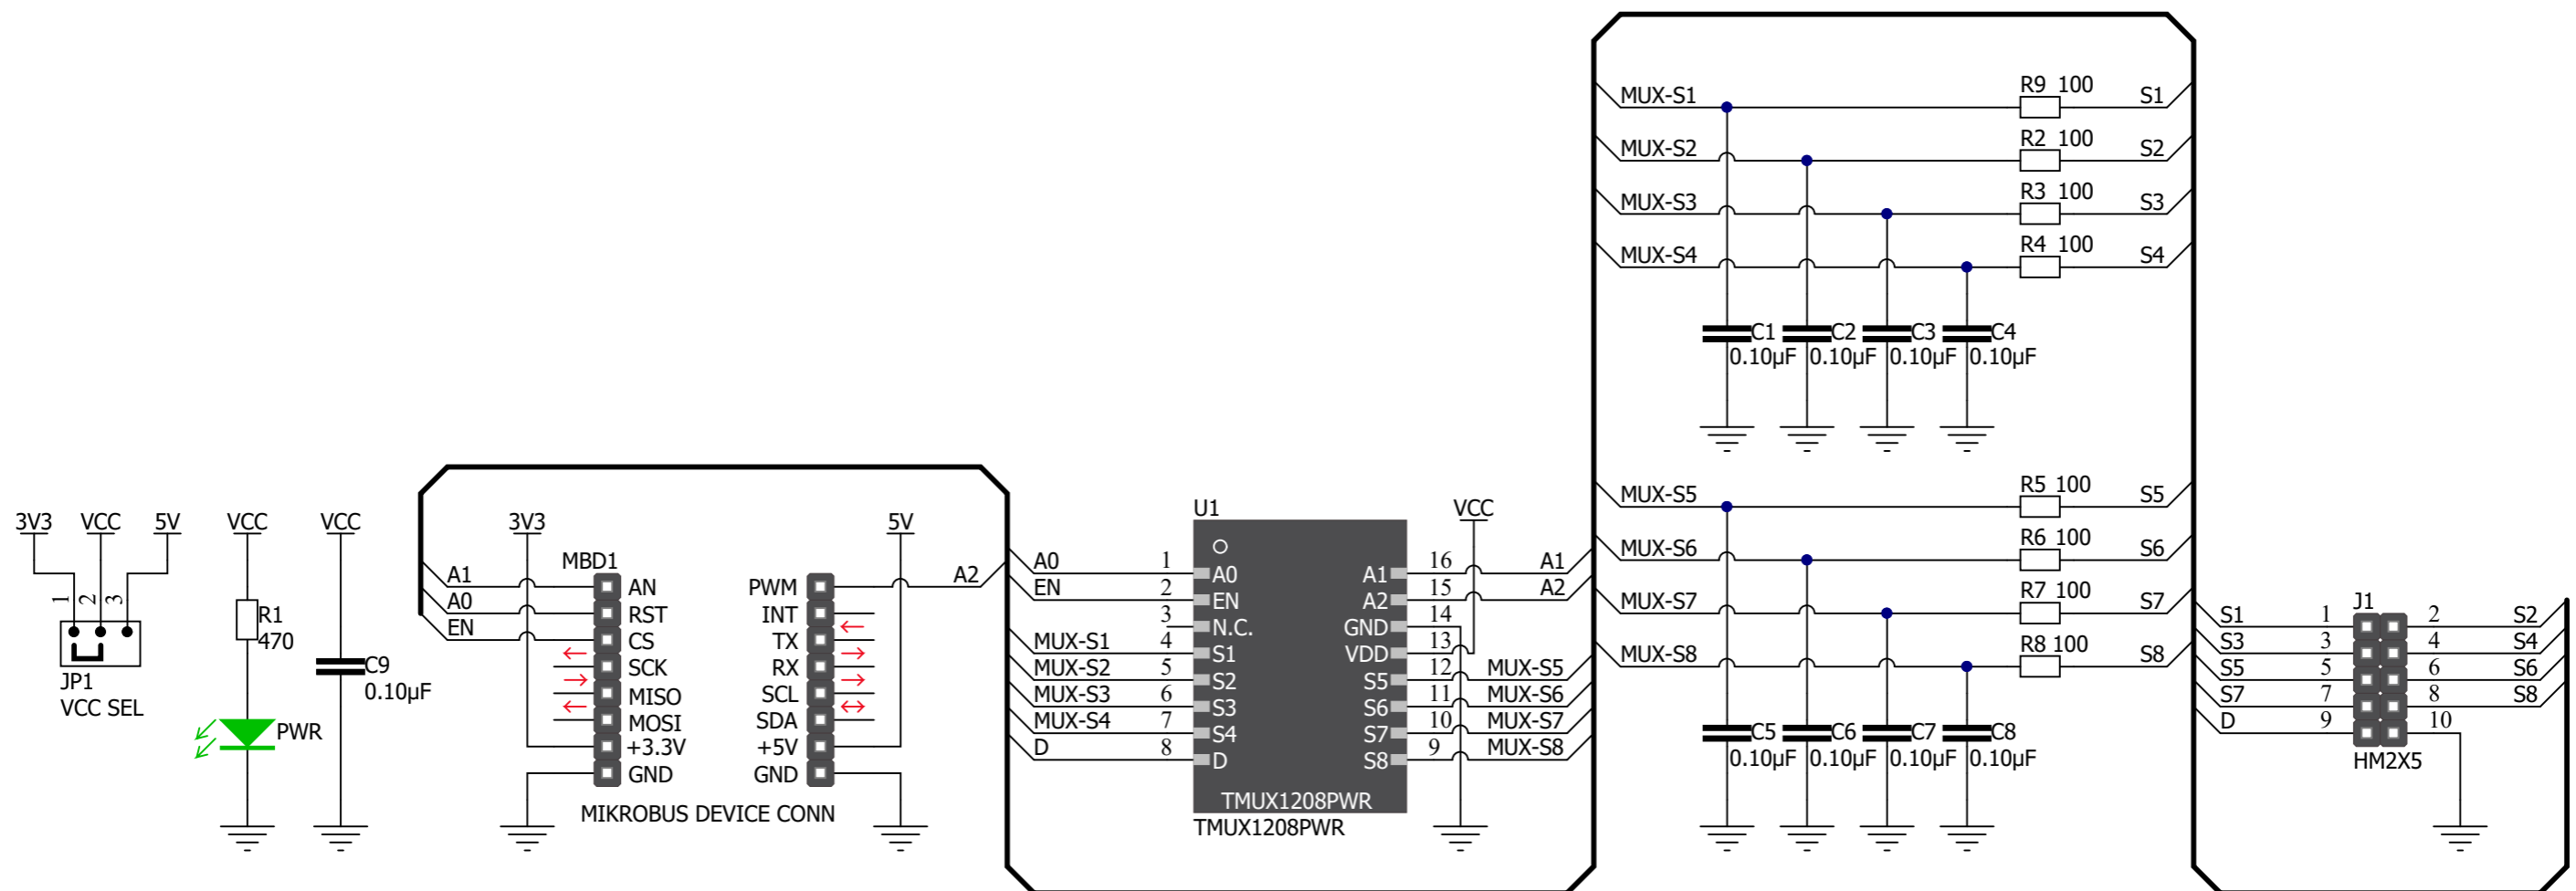 3V3 VCC 5V
1 2 3
JP1
VCC SEL
VCC
R1
470
PWR
VCC
C9
0.10µF
3V3
5V
MBD1
A1 AN PWM A2
A0 RST INT
EN CS TX
SCK RX
MISO SCL
MOSI SDA
+3.3V +5V
GND GND
MIKROBUS DEVICE CONN
U1
VCC
A0 1 A0 A1 16 A1
EN 2 EN A2 15 A2
3 N.C. GND 14
MUX-S1 4 S1 VDD 13
MUX-S2 5 S2 S5 12 MUX-S5
MUX-S3 6 S3 S6 11 MUX-S6
MUX-S4 7 S4 S7 10 MUX-S7
D 8 D S8 9 MUX-S8
TMUX1208PWR
TMUX1208PWR
MUX-S1 R9 100 S1
MUX-S2 R2 100 S2
MUX-S3 R3 100 S3
MUX-S4 R4 100 S4
C1 C2 C3 C4
0.10µF 0.10µF 0.10µF 0.10µF
MUX-S5 R5 100 S5
MUX-S6 R6 100 S6
MUX-S7 R7 100 S7
MUX-S8 R8 100 S8
C5 C6 C7 C8
0.10µF 0.10µF 0.10µF 0.10µF
J1
S1 1 2 S2
S3 3 4 S4
S5 5 6 S6
S7 7 8 S8
D 9 10
HM2X5